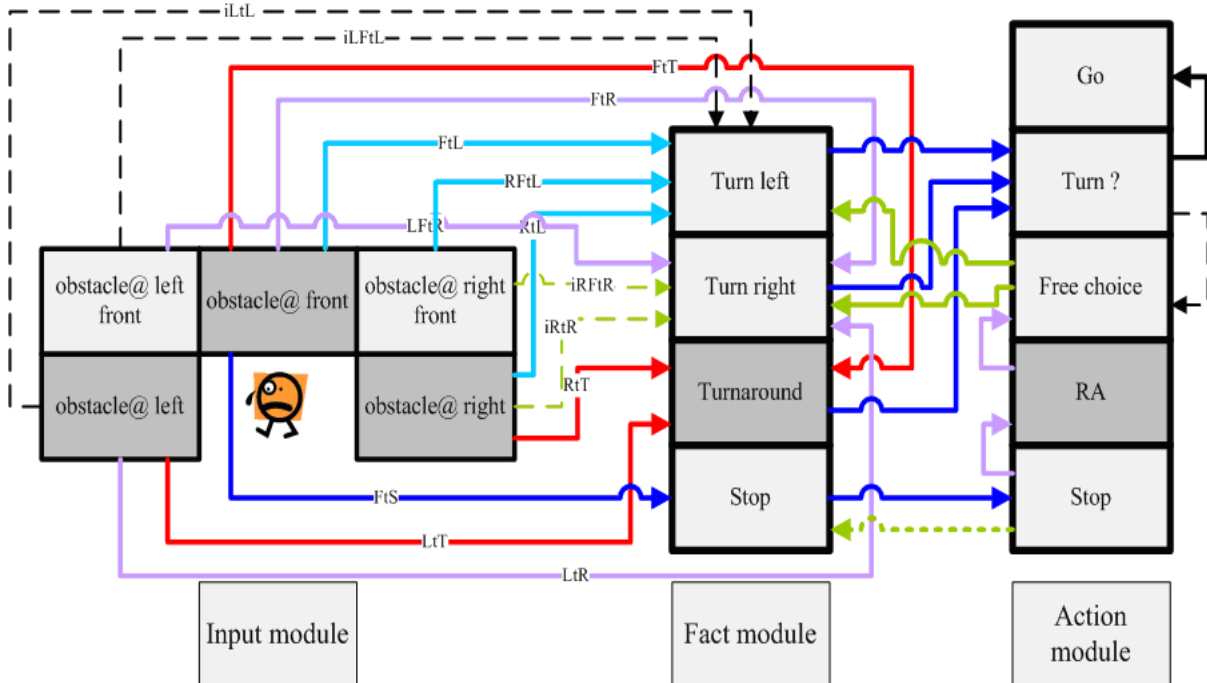 iLtL
iLFtL
FtT
FtR
FtL
RFtL
LFtR
RtL
iRFtR
iRtR
RtT
FtS
LtT
LtR
obstacle@ left
front
obstacle@ front
obstacle@ right
front
obstacle@ left
obstacle@ right
Turn left
Turn right
Turnaround
Stop
Go
Turn ?
Free choice
RA
Stop
Input module
Fact module
Action
module